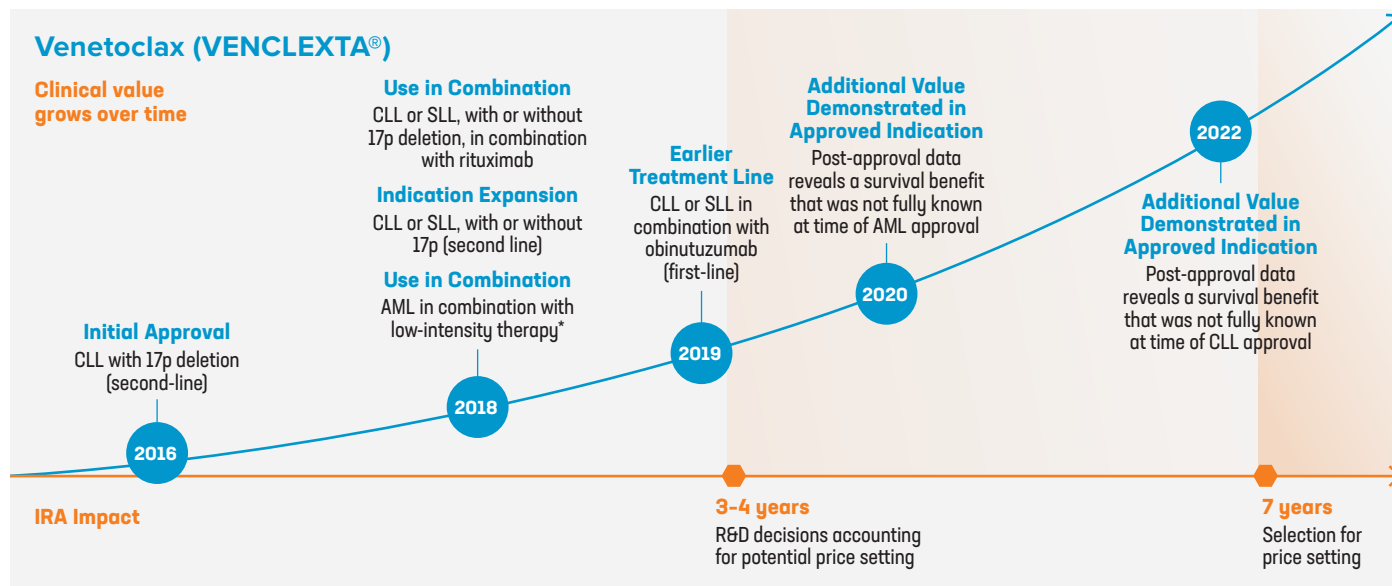 Venetoclax (VENCLEXTA®)
Clinical value
grows over time
Initial Approval
CLL with 17p deletion
(second-line)
2016
Use in Combination
CLL or SLL, with or without
17p deletion, in combination
with rituximab
Indication Expansion
CLL or SLL, with or without
17p (second line)
Use in Combination
AML in combination with
low-intensity therapy*
2018
Earlier
Treatment Line
CLL or SLL in
combination with
obinutuzumab
(first-line)
2019
Additional Value
Demonstrated in
Approved Indication
Post-approval data
reveals a survival benefit
that was not fully known
at time of AML approval
2020
2022
Additional Value
Demonstrated in
Approved Indication
Post-approval data
reveals a survival benefit
that was not fully known
at time of CLL approval
IRA Impact
3-4 years
R&D decisions accounting
for potential price setting
7 years
Selection for
price setting